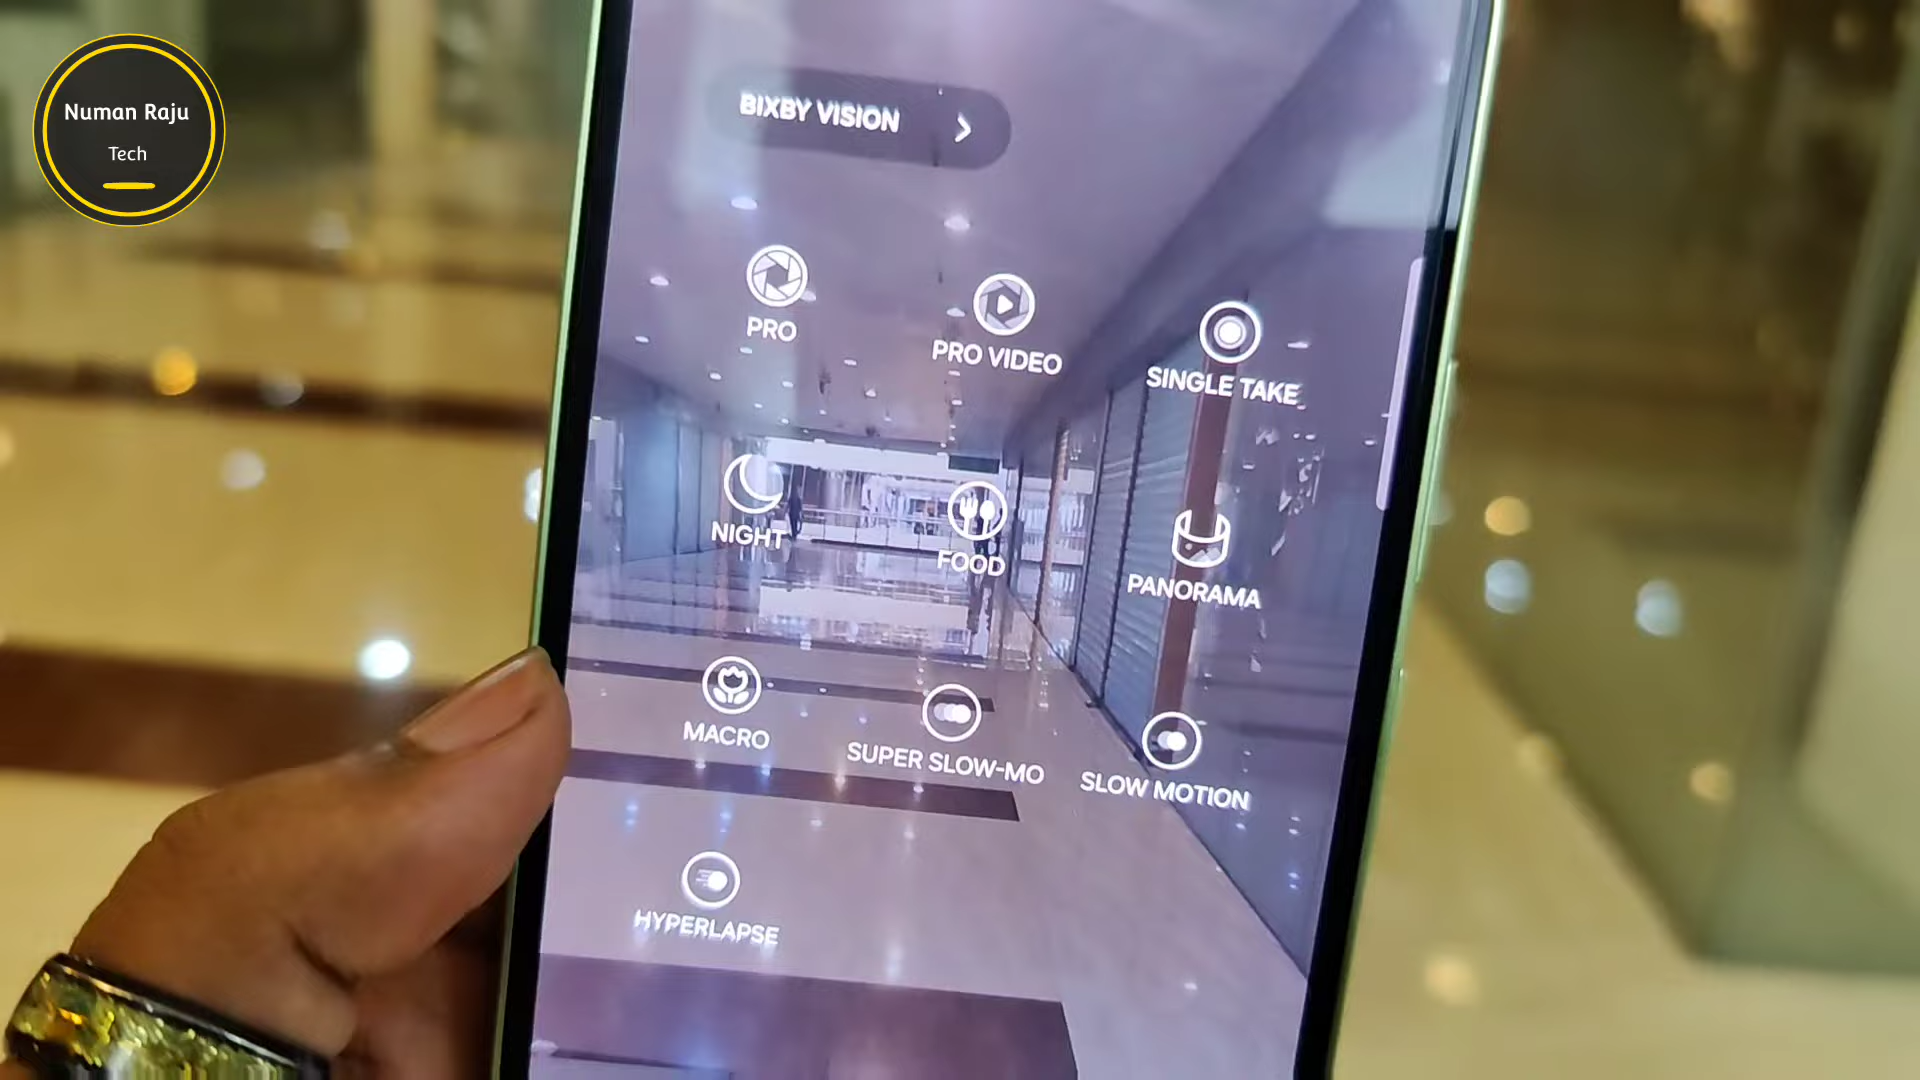 Numan Raju
Tech
BIXBY VISION
PRO
PRO VIDEO
SINGLE TAKE
NIGHT
FOOD
PANORAMA
MACRO
SUPER SLOW-MO
SLOW MOTION
HYPERLAPSE